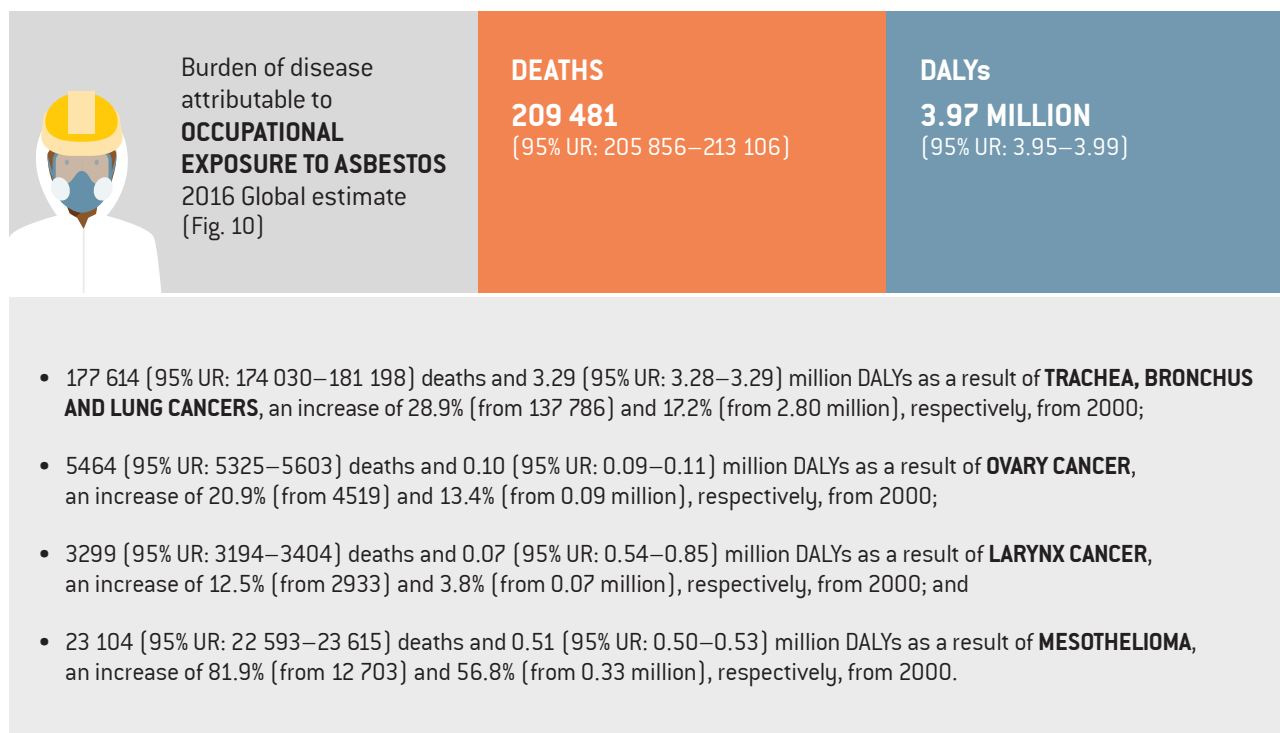 Burden of disease
attributable to
OCCUPATIONAL
EXPOSURE TO ASBESTOS
2016 Global estimate
(Fig. 10)
DEATHS
209 481
(95% UR: 205 856–213 106)
DALYs
3.97 MILLION
(95% UR: 3.95–3.99)
• 177 614 (95% UR: 174 030–181 198) deaths and 3.29 (95% UR: 3.28–3.29) million DALYs as a result of TRACHEA, BRONCHUS
AND LUNG CANCERS, an increase of 28.9% (from 137 786) and 17.2% (from 2.80 million), respectively, from 2000;
• 5464 (95% UR: 5325–5603) deaths and 0.10 (95% UR: 0.09–0.11) million DALYs as a result of OVARY CANCER,
an increase of 20.9% (from 4519) and 13.4% (from 0.09 million), respectively, from 2000;
• 3299 (95% UR: 3194–3404) deaths and 0.07 (95% UR: 0.54–0.85) million DALYs as a result of LARYNX CANCER,
an increase of 12.5% (from 2933) and 3.8% (from 0.07 million), respectively, from 2000; and
• 23 104 (95% UR: 22 593–23 615) deaths and 0.51 (95% UR: 0.50–0.53) million DALYs as a result of MESOTHELIOMA,
an increase of 81.9% (from 12 703) and 56.8% (from 0.33 million), respectively, from 2000.